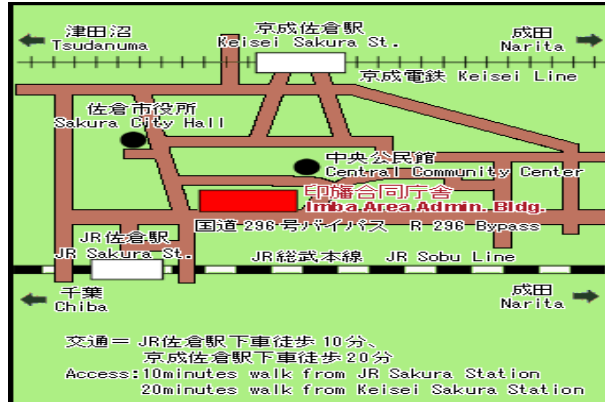 津田沼
Tsudanuma
京成佐倉駅
Keisei Sakura St.
成田
Narita
京成電鉄 Keisei Line
佐倉市役所
Sakura City Hall
中央公民館
Central Community Center
印旛合同庁舎
Imba Area Admin. Bldg.
国道296号バイパス R 296 Bypass
JR佐倉駅
JR Sakura St.
JR総武本線 JR Sobu Line
千葉
Chiba
成田
Narita
交通＝JR佐倉駅下車徒歩10分、
京成佐倉駅下車徒歩20分
Access:10minutes walk from JR Sakura Station
20minutes walk from Keisei Sakura Station